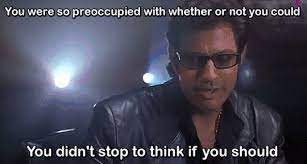 You were so preoccupied with whether or not you could
You didn't stop to think if you should